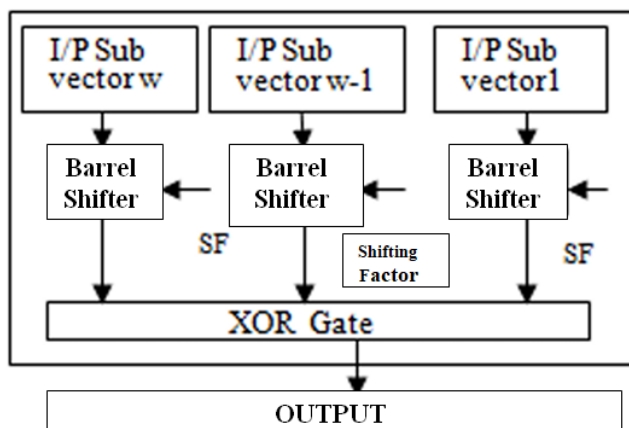 I/P Sub
vector w
I/P Sub
vector w-1
I/P Sub
vector1
Barrel
Shifter
Barrel
Shifter
Barrel
Shifter
SF
Shifting
Factor
SF
XOR Gate
OUTPUT